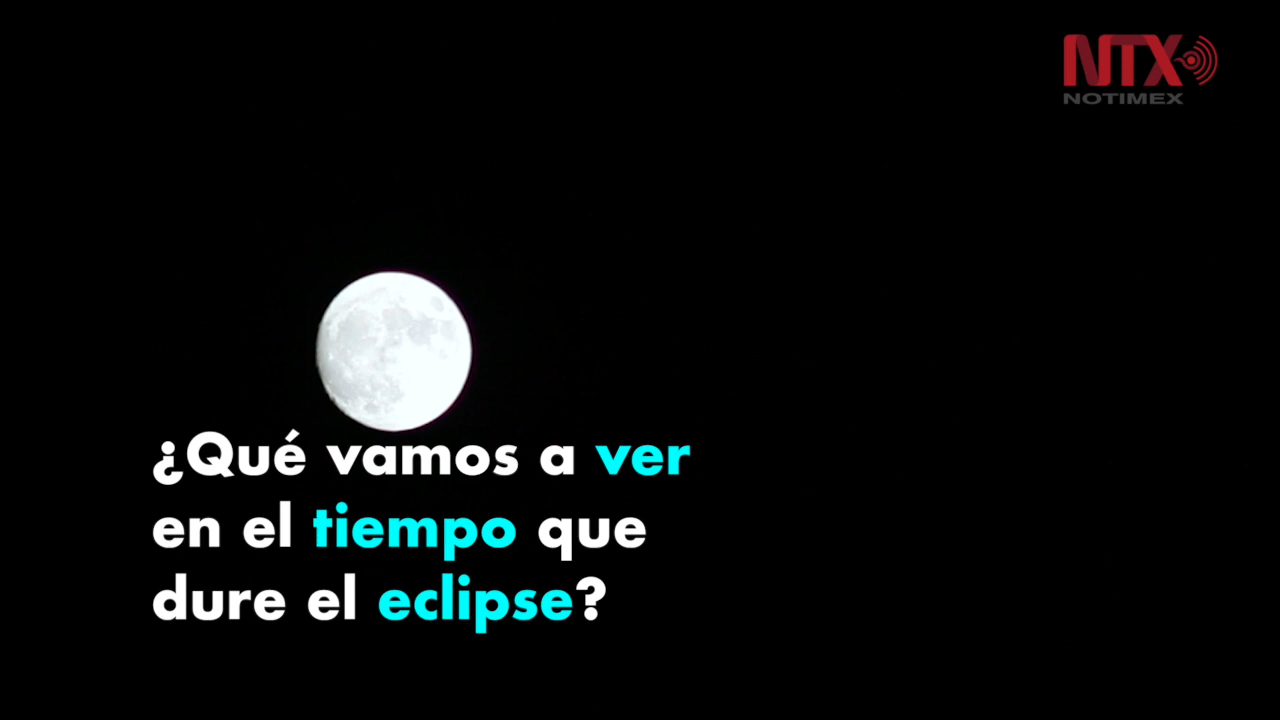 NTX
NOTIMEX
¿Qué vamos a ver
en el tiempo que
dure el eclipse?